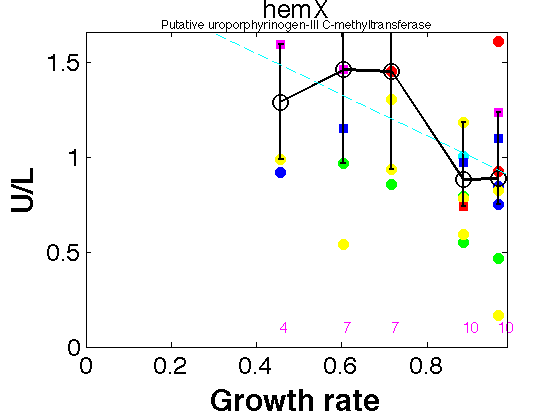 hemX
Putative uroporphyrinogen-III C-methyltransferase
1.5
1
0.5
0
U/L
4 7 7 10 10
0 0.2 0.4 0.6 0.8
Growth rate